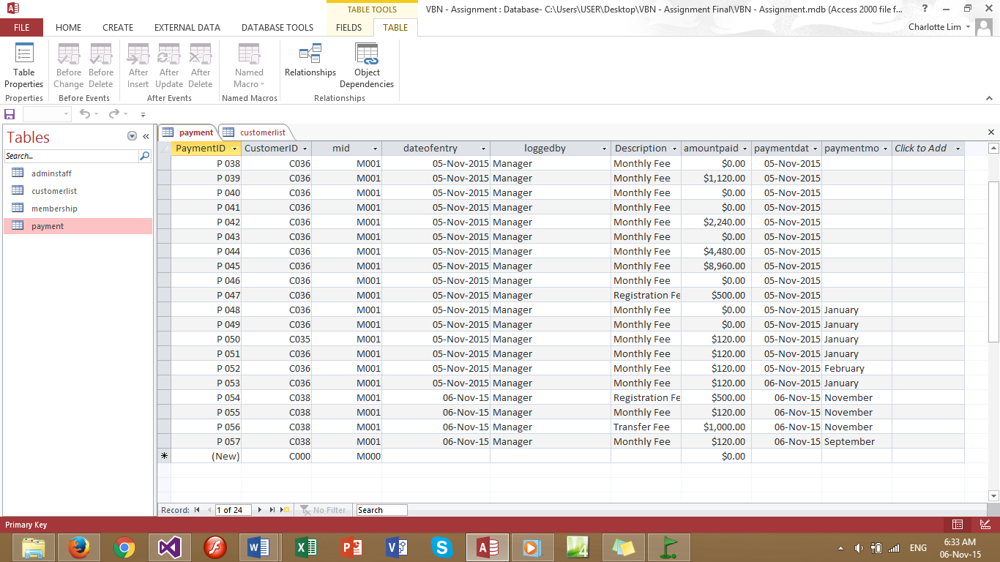 TABLE TOOLS
VBN - Assignment : Database- C:\Users\USER\Desktop\VBN - Assignment Final\VBN - Assignment.mdb (Access 2000 file f... ?
FILE HOME CREATE EXTERNAL DATA DATABASE TOOLS FIELDS TABLE Charlotte Lim
Table Properties Before Change Before Delete After Insert After Update After Delete Named Macro Relationships Object Dependencies
Properties Before Events After Events Named Macros Relationships
Tables
Search...
adminstaff
customerlist
membership
payment
payment customerlist
PaymentID CustomerID mid dateofentry loggedby Description amountpaid paymentdat paymentmo Click to Add
P 038 C036 M001 05-Nov-2015 Manager Monthly Fee $0.00 05-Nov-2015
P 039 C036 M001 05-Nov-2015 Manager Monthly Fee $1,120.00 05-Nov-2015
P 040 C036 M001 05-Nov-2015 Manager Monthly Fee $0.00 05-Nov-2015
P 041 C036 M001 05-Nov-2015 Manager Monthly Fee $0.00 05-Nov-2015
P 042 C036 M001 05-Nov-2015 Manager Monthly Fee $2,240.00 05-Nov-2015
P 043 C036 M001 05-Nov-2015 Manager Monthly Fee $0.00 05-Nov-2015
P 044 C036 M001 05-Nov-2015 Manager Monthly Fee $4,480.00 05-Nov-2015
P 045 C036 M001 05-Nov-2015 Manager Monthly Fee $8,960.00 05-Nov-2015
P 046 C036 M001 05-Nov-2015 Manager Monthly Fee $0.00 05-Nov-2015
P 047 C036 M001 05-Nov-2015 Manager Registration Fe $500.00 05-Nov-2015
P 048 C036 M001 05-Nov-2015 Manager Monthly Fee $0.00 05-Nov-2015 January
P 049 C036 M001 05-Nov-2015 Manager Monthly Fee $0.00 05-Nov-2015 January
P 050 C035 M001 05-Nov-2015 Manager Monthly Fee $120.00 05-Nov-2015 January
P 051 C036 M001 05-Nov-2015 Manager Monthly Fee $120.00 05-Nov-2015 January
P 052 C036 M001 05-Nov-2015 Manager Monthly Fee $120.00 05-Nov-2015 February
P 053 C036 M001 05-Nov-2015 Manager Monthly Fee $120.00 06-Nov-2015 January
P 054 C038 M001 06-Nov-15 Manager Registration Fe $500.00 06-Nov-15 November
P 055 C038 M001 06-Nov-15 Manager Monthly Fee $120.00 06-Nov-15 November
P 056 C038 M001 06-Nov-15 Manager Transfer Fee $1,000.00 06-Nov-15 November
P 057 C038 M001 06-Nov-15 Manager Monthly Fee $120.00 06-Nov-15 September
(New) C000 M000 $0.00
Record: 1 of 24 No Filter Search
Primary Key
ENG 6:33 AM
06-Nov-15